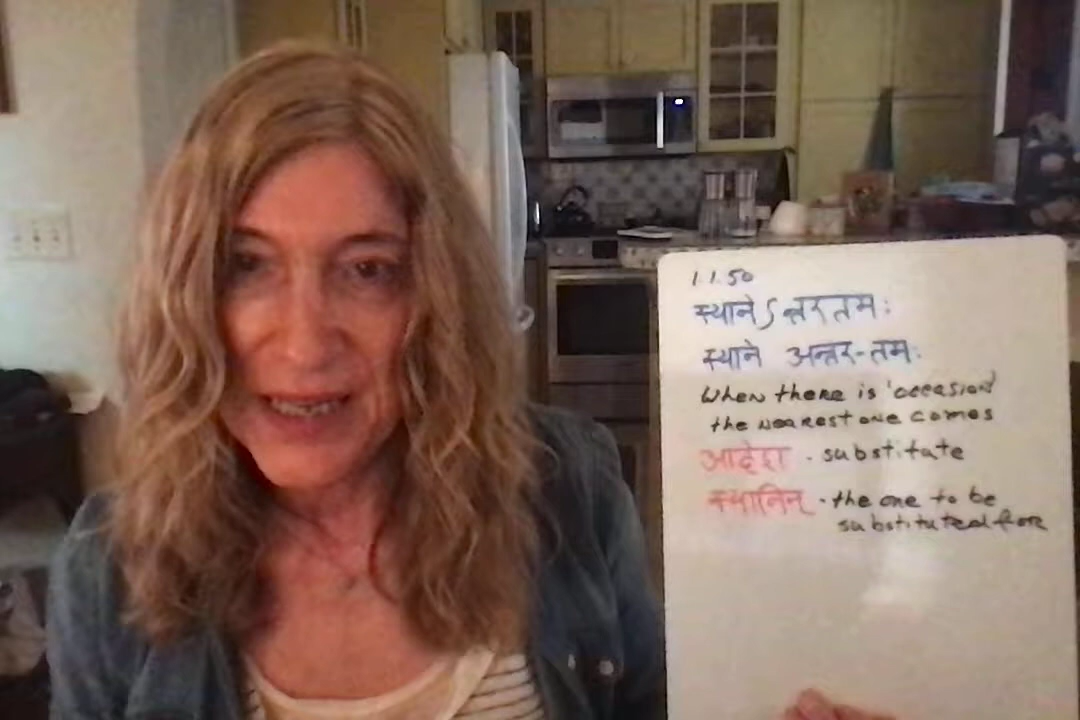 1.1.50
स्थानेऽन्तरतमः
स्थाने अन्तर-तमः
When there is 'occasion'
the nearest one comes
आदेश - substitate
स्थानिन् - the one to be
substituted for